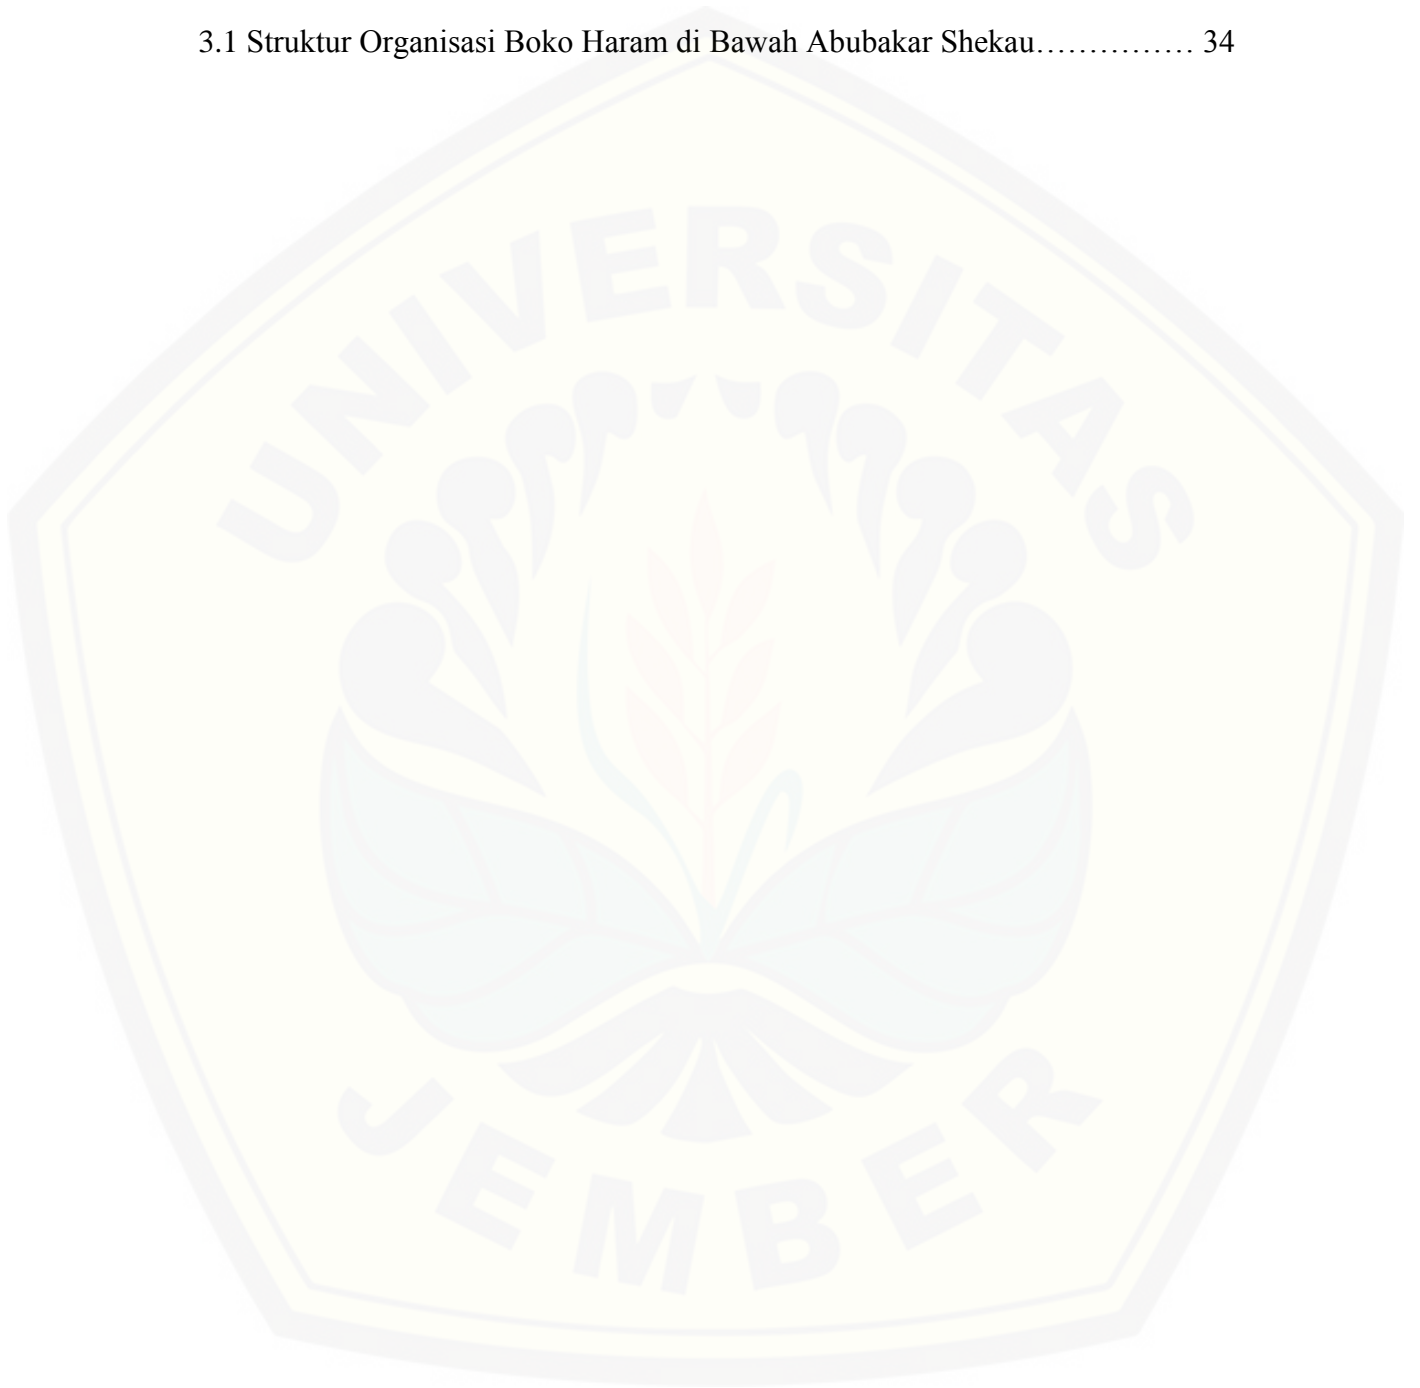 3.1 Struktur Organisasi Boko Haram di Bawah Abubakar Shekau…………… 34
UNIVERSITAS
JEMBER